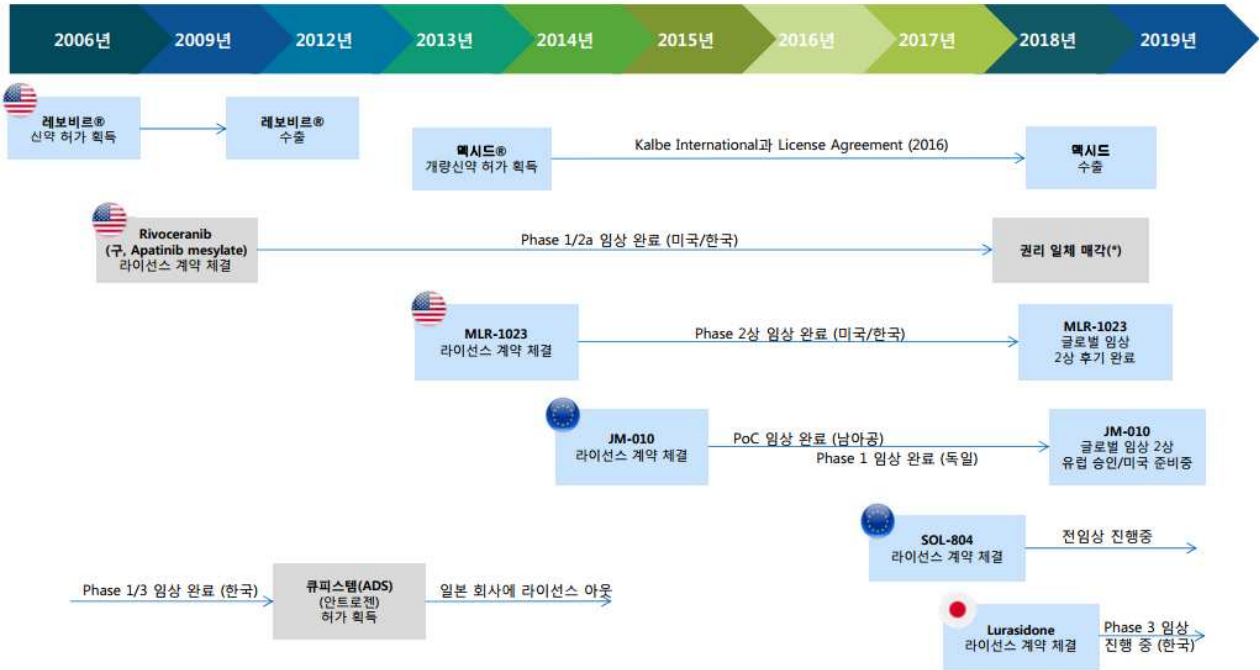 2006년 2009년 2012년 2013년 2014년 2015년 2016년 2017년 2018년 2019년
레보비르®
신약 허가 획득
레보비르®
수출
맥시드®
개량신약 허가 획득
Kalbe International과 License Agreement (2016)
맥시드
수출
Rivoceranib
(구, Apatinib mesylate)
라이선스 계약 체결
Phase 1/2a 임상 완료 (미국/한국)
권리 일체 매각(*)
MLR-1023
라이선스 계약 체결
Phase 2상 임상 완료 (미국/한국)
MLR-1023
글로벌 임상
2상 후기 완료
JM-010
라이선스 계약 체결
PoC 임상 완료 (남아공)
Phase 1 임상 완료 (독일)
JM-010
글로벌 임상 2상
유럽 승인/미국 준비중
SOL-804
라이선스 계약 체결
전임상 진행중
Phase 1/3 임상 완료 (한국)
큐피스템(ADS)
(안트로젠)
허가 획득
일본 회사에 라이선스 아웃
Lurasidone
라이선스 계약 체결
Phase 3 임상
진행 중 (한국)